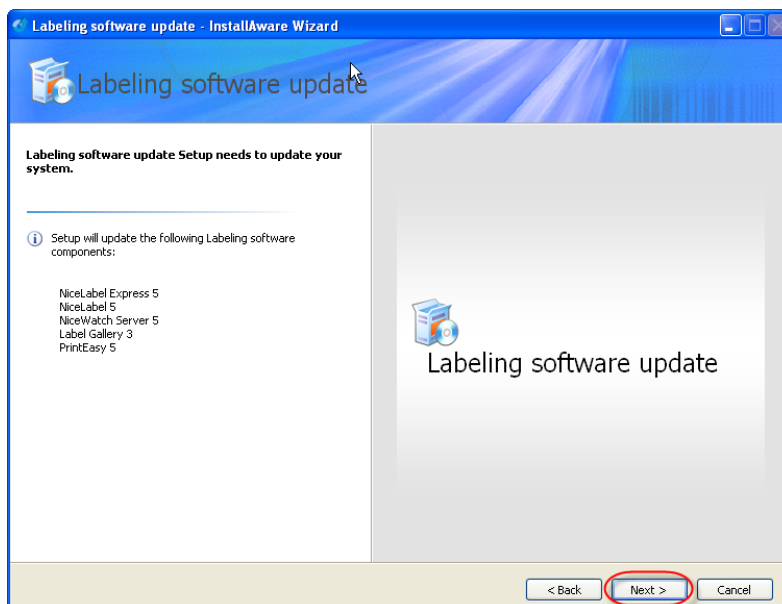 Labeling software update - InstallAware Wizard
Labeling software update
Labeling software update Setup needs to update your
system.
Setup will update the following Labeling software
components:
NiceLabel Express 5
NiceLabel 5
NiceWatch Server 5
Label Gallery 3
PrintEasy 5
Labeling software update
< Back Next > Cancel